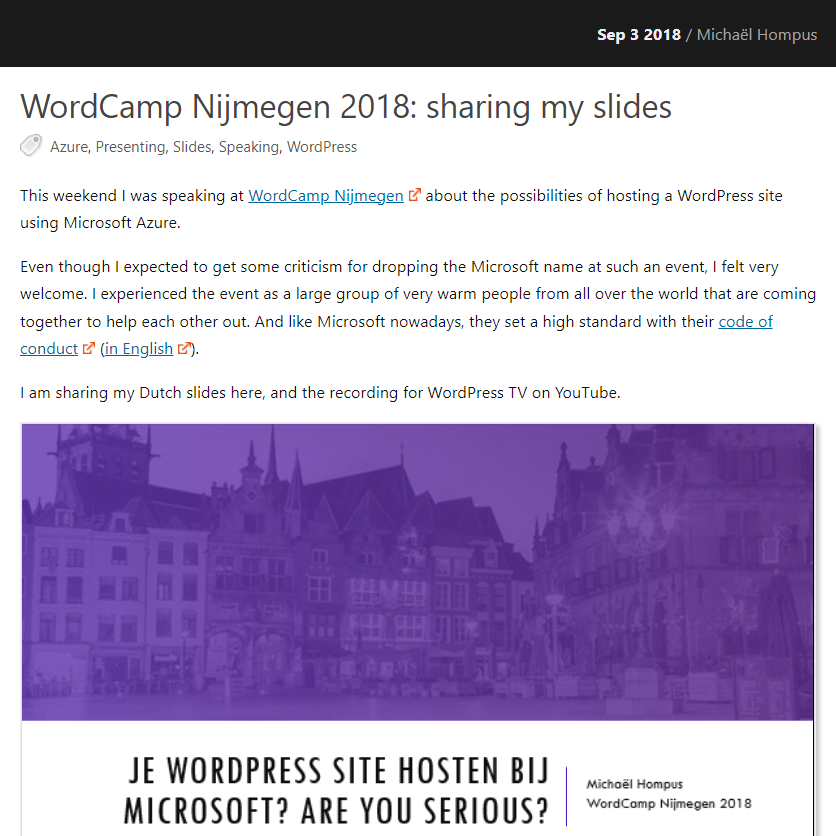 Sep 3 2018 / Michaël Hompus
WordCamp Nijmegen 2018: sharing my slides
Azure, Presenting, Slides, Speaking, WordPress
This weekend I was speaking at WordCamp Nijmegen about the possibilities of hosting a WordPress site
using Microsoft Azure.
Even though I expected to get some criticism for dropping the Microsoft name at such an event, I felt very
welcome. I experienced the event as a large group of very warm people from all over the world that are coming
together to help each other out. And like Microsoft nowadays, they set a high standard with their code of
conduct (in English).
I am sharing my Dutch slides here, and the recording for WordPress TV on YouTube.
JE WORDPRESS SITE HOSTEN BIJ
MICROSOFT? ARE YOU SERIOUS?
Michaël Hompus
WordCamp Nijmegen 2018